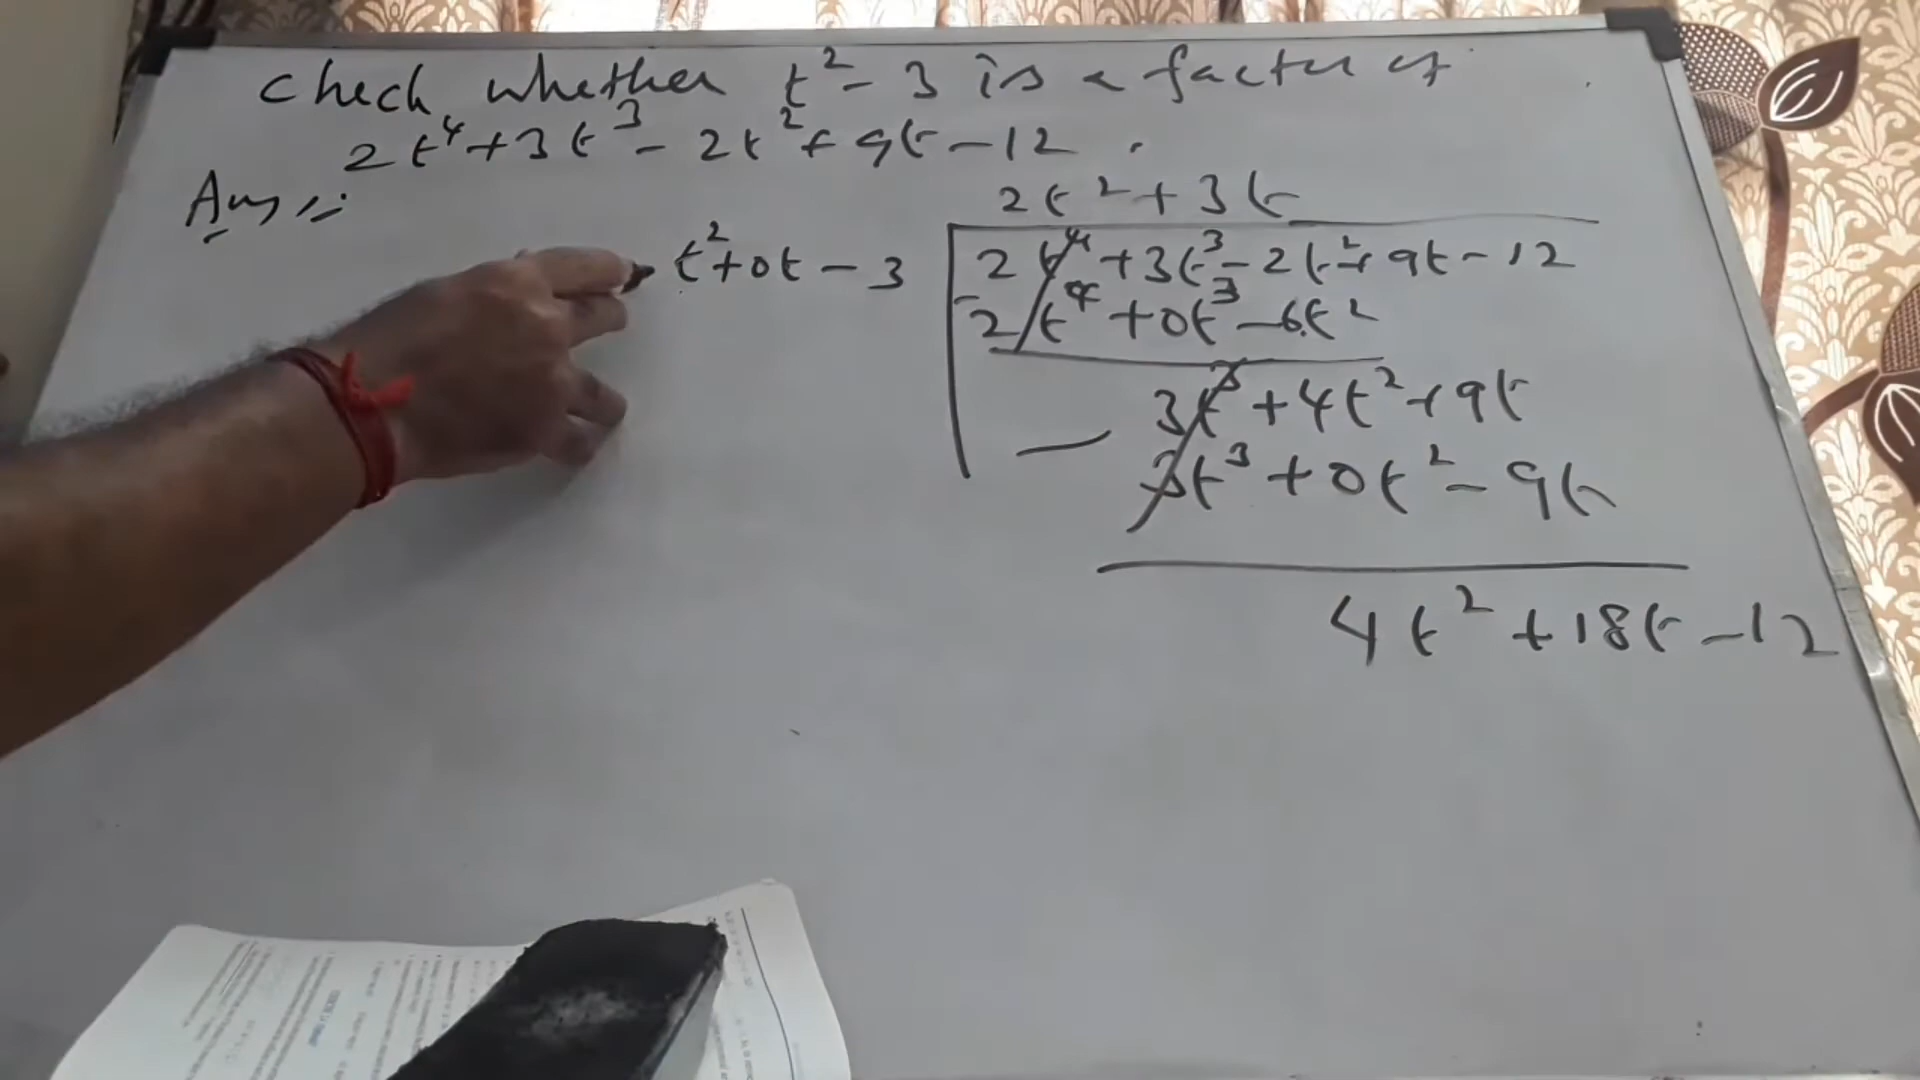 check whether t² - 3 is a factor of
2t⁴ + 3t³ - 2t² + 9t - 12 .
Ans :-
2t² + 3t
t² + 0t - 3 2t⁴ + 3t³ - 2t² + 9t - 12
- 2t⁴ + 0t³ - 6t²
3t³ + 4t² + 9t
- 3t³ + 0t² - 9t
4t² + 18t - 12